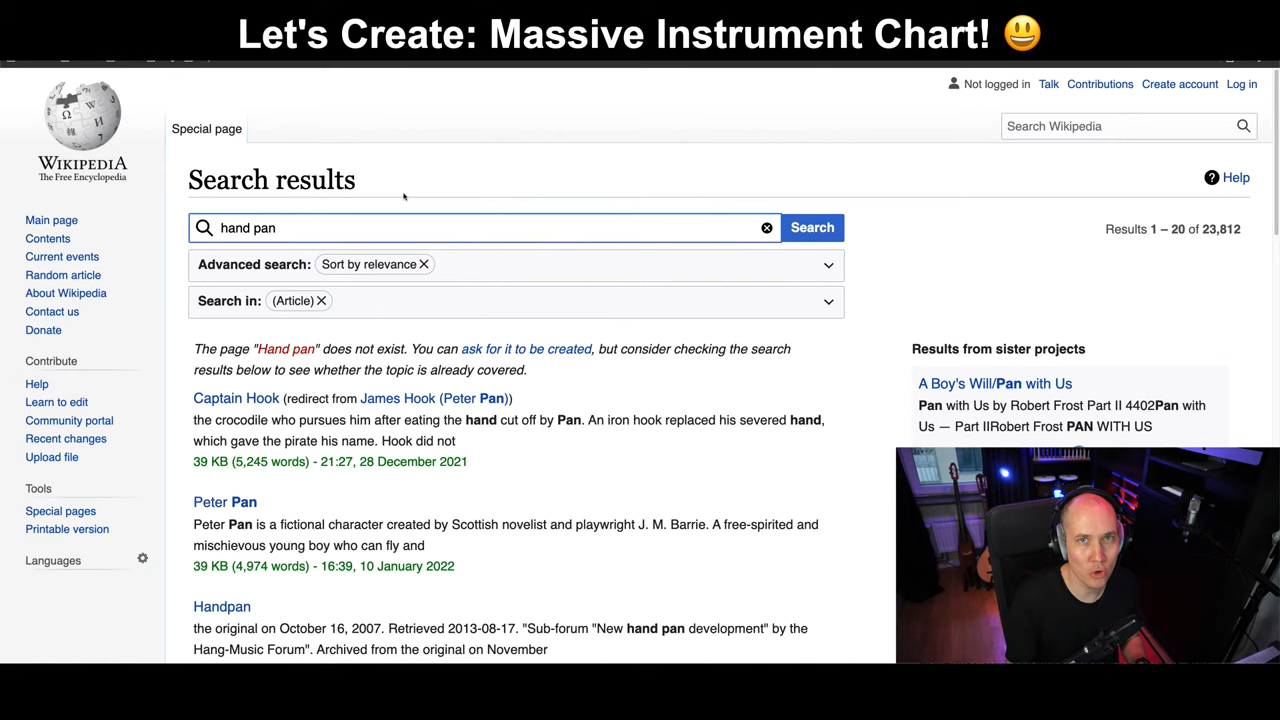 Let's Create: Massive Instrument Chart! 😃
Not logged in Talk Contributions Create account Log in
Special page
Search Wikipedia
WIKIPEDIA
The Free Encyclopedia
Search results
Help
hand pan
Search
Results 1 – 20 of 23,812
Advanced search: Sort by relevance
Search in: (Article)
Main page
Contents
Current events
Random article
About Wikipedia
Contact us
Donate
Contribute
Help
Learn to edit
Community portal
Recent changes
Upload file
Tools
Special pages
Printable version
Languages
The page "Hand pan" does not exist. You can ask for it to be created, but consider checking the search
results below to see whether the topic is already covered.
Captain Hook (redirect from James Hook (Peter Pan))
the crocodile who pursues him after eating the hand cut off by Pan. An iron hook replaced his severed hand,
which gave the pirate his name. Hook did not
39 KB (5,245 words) - 21:27, 28 December 2021
Peter Pan
Peter Pan is a fictional character created by Scottish novelist and playwright J. M. Barrie. A free-spirited and
mischievous young boy who can fly and
39 KB (4,974 words) - 16:39, 10 January 2022
Handpan
the original on October 16, 2007. Retrieved 2013-08-17. "Sub-forum "New hand pan development" by the
Hang-Music Forum". Archived from the original on November
Results from sister projects
A Boy's Will/Pan with Us
Pan with Us by Robert Frost Part II 4402Pan with
Us — Part IIRobert Frost PAN WITH US